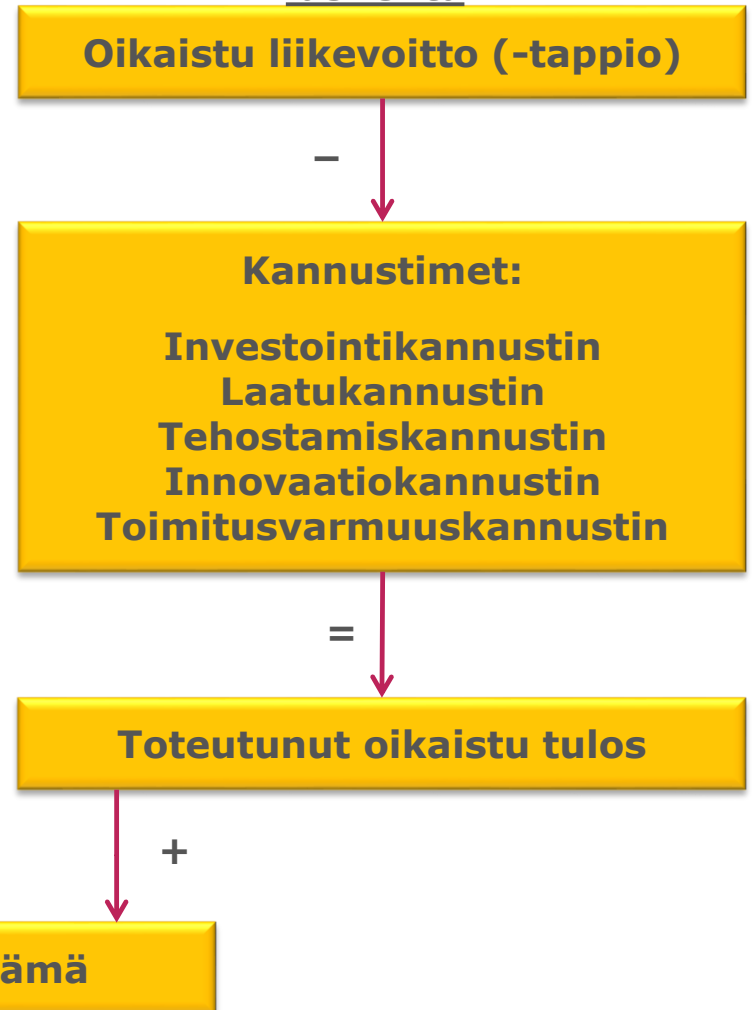 Oikaistu liikevoitto (-tappio)
–
Kannustimet:
Investointikannustin
Laatukannustin
Tehostamiskannustin
Innovaatiokannustin
Toimitusvarmuuskannustin
=
Toteutunut oikaistu tulos
+
ämä